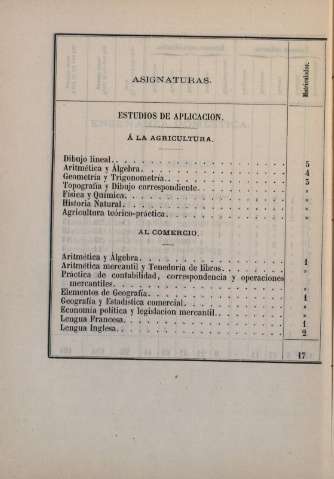 ASIGNATURAS.
Matriculados.
ESTUDIOS DE APLICACION.
Á LA AGRICULTURA.
Dibujo lineal. 5
Aritmética y Álgebra. 4
Geometría y Trigonometría. 3
Topografía y Dibujo correspondiente. »
Física y Química. »
Historia Natural. »
Agricultura teórico-práctica. »
AL COMERCIO.
Aritmética y Álgebra. 1
Aritmética mercantil y Teneduría de libros. »
Práctica de contabilidad, correspondencia y operaciones
mercantiles. »
Elementos de Geografía. 1
Geografía y Estadística comercial. »
Economía política y legislacion mercantil. »
Lengua Francesa. 1
Lengua Inglesa. 2
17